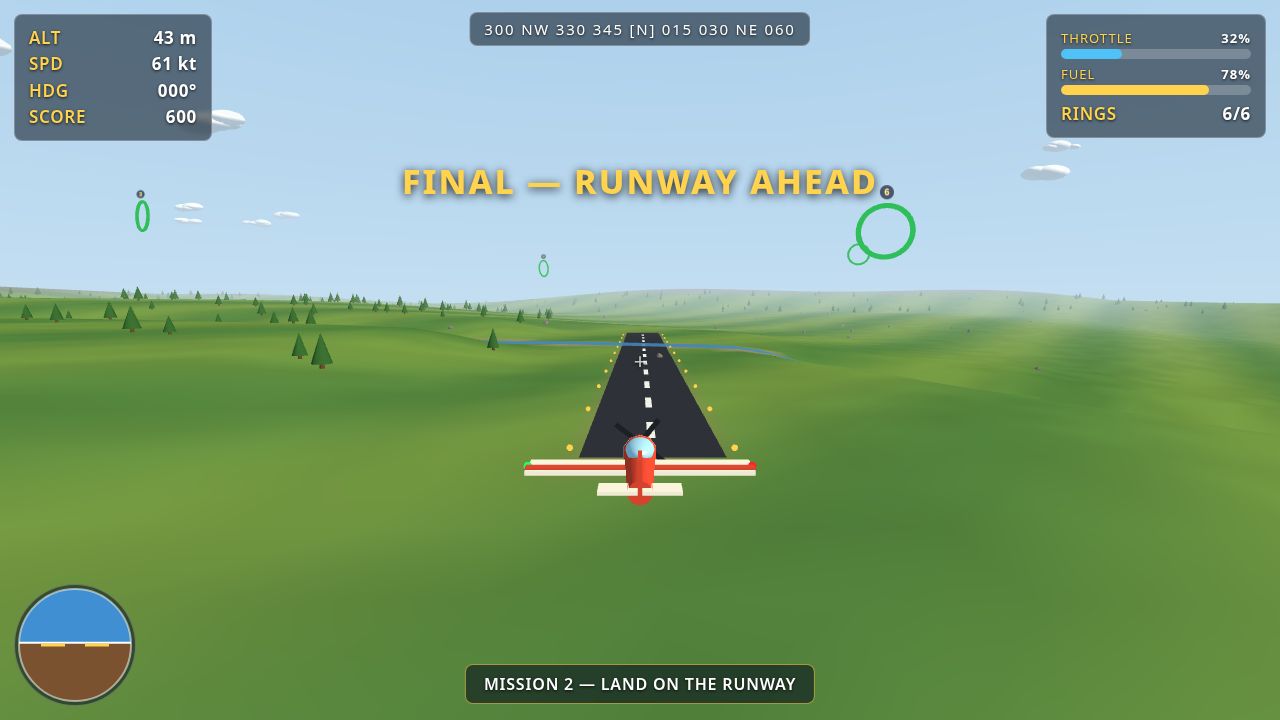 ALT 43 m
SPD 61 kt
HDG 000°
SCORE 600
300 NW 330 345 [N] 015 030 NE 060
THROTTLE 32%
FUEL 78%
RINGS 6/6
FINAL — RUNWAY AHEAD
6
MISSION 2 — LAND ON THE RUNWAY